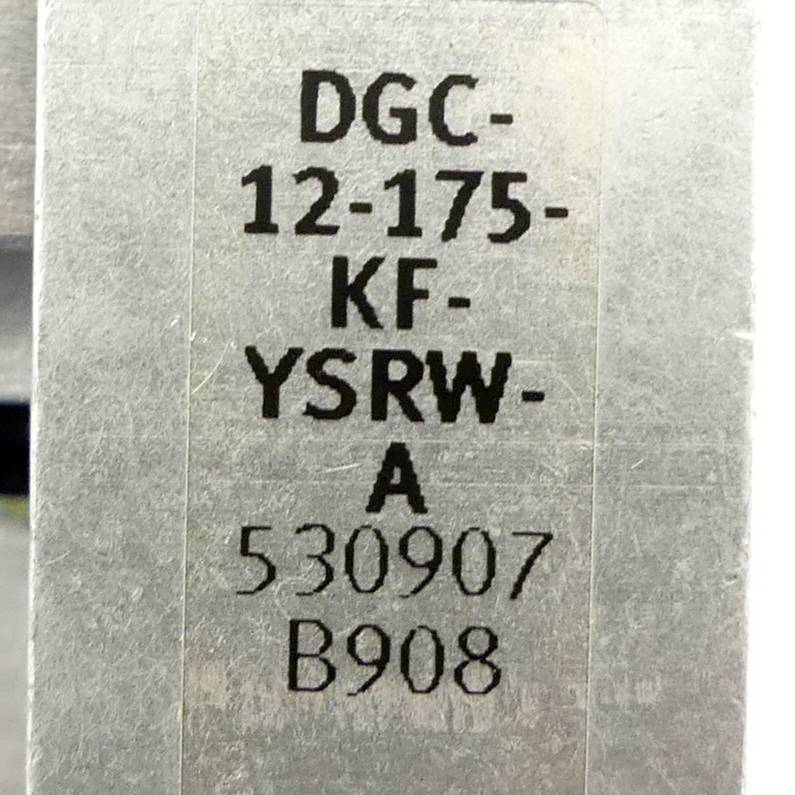 DGC-
12-175-
KF-
YSRW-
A
530907
B908